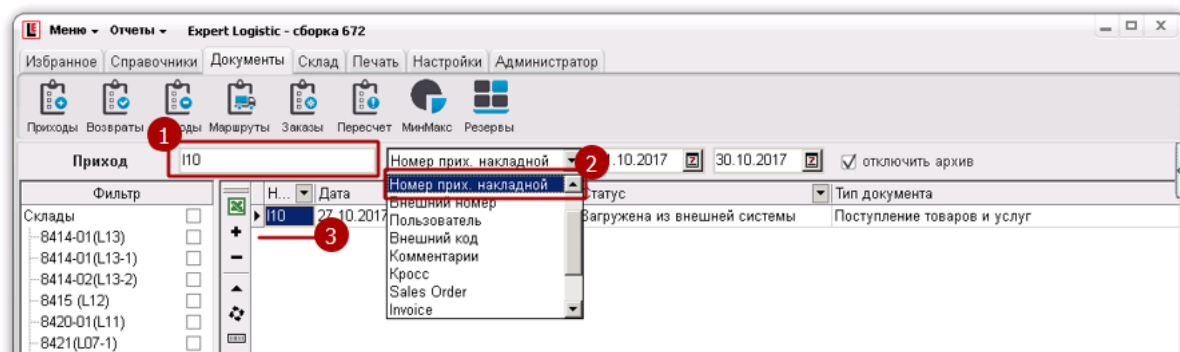 Меню Отчеты Expert Logistic - сборка 672
Избранное Справочники Документы Склад Печать Настройки Администратор
Приходы Возвраты оды Маршруты Заказы Пересчет МинМакс Резервы
1
Приход I10 Номер прих. накладной 2 1.10.2017 30.10.2017 отключить архив
Фильтр Н... Дата Номер прих. накладной Статус Тип документа
Склады I10 27.10.2017 Внешний номер Загружена из внешней системы Поступление товаров и услуг
8414-01(L13) 3 Пользователь
Внешний код
8414-01(L13-1) Комментарии
8414-02(L13-2) Кросс
8415 (L12) Sales Order
8420-01(L11) Invoice
8421(L07-1)